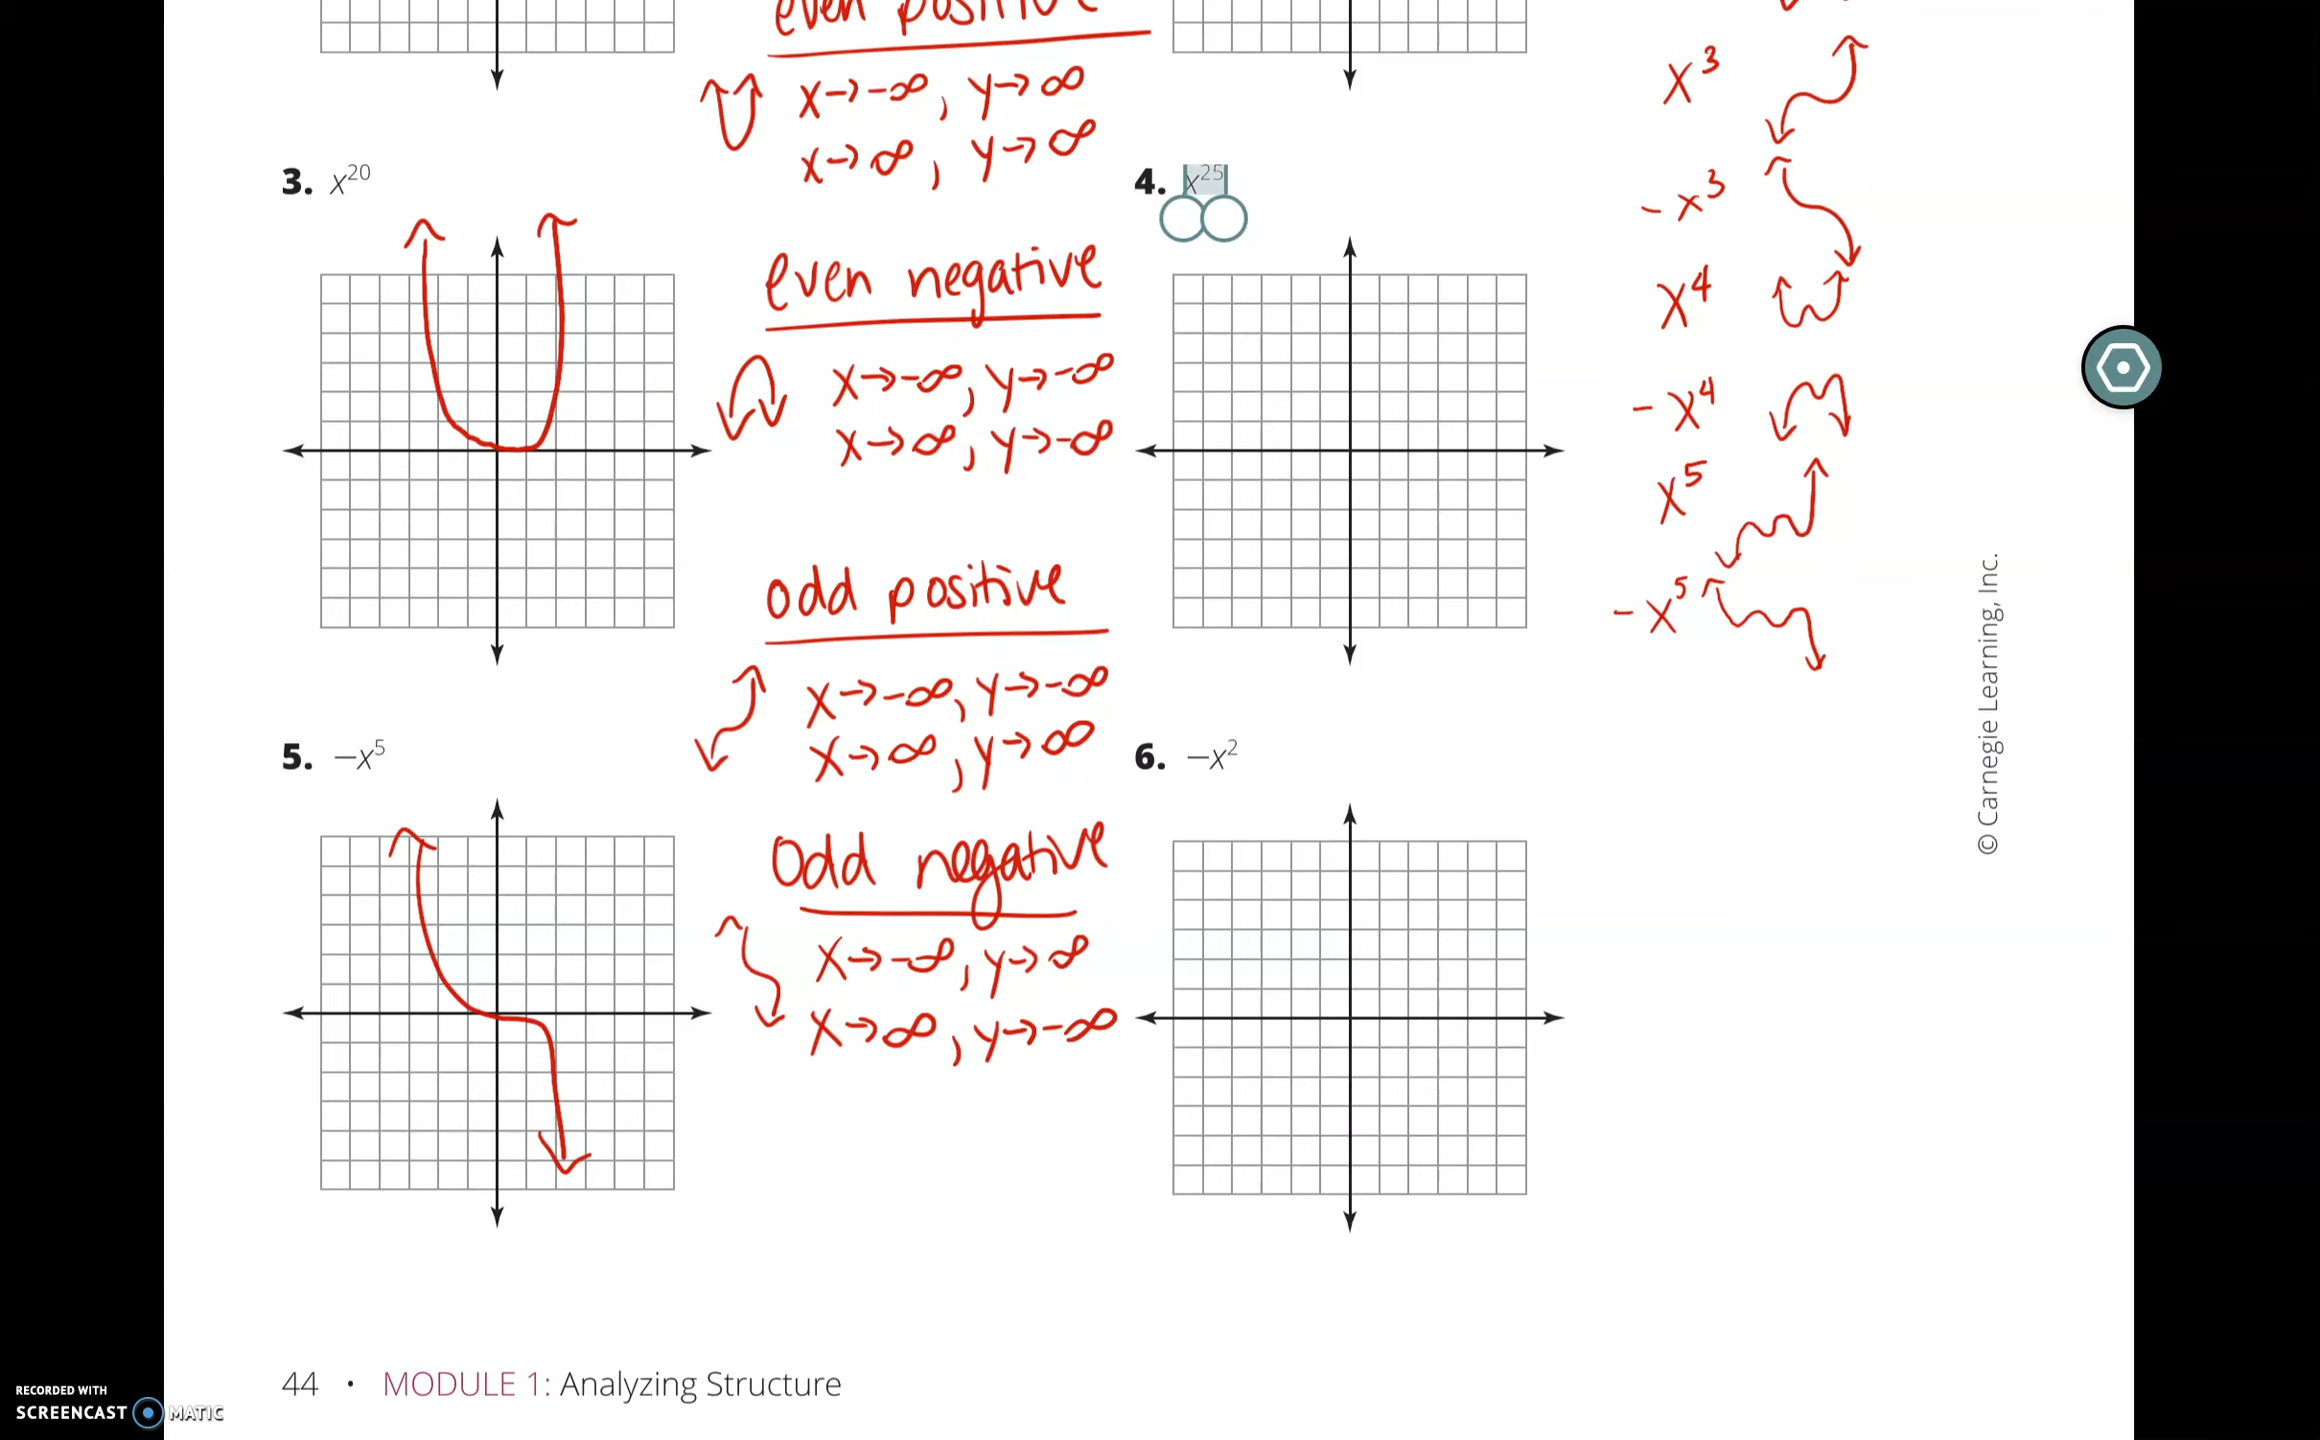 even positive
x→-∞, y→∞
x→∞, y→∞
3. x²⁰
4. x²⁵
even negative
x→-∞, y→-∞
x→∞, y→-∞
odd positive
x→-∞, y→-∞
x→∞, y→∞
5. −x⁵
6. −x²
odd negative
x→-∞, y→∞
x→∞, y→-∞
x³
-x³
x⁴
-x⁴
x⁵
-x⁵
© Carnegie Learning, Inc.
44 • MODULE 1: Analyzing Structure
RECORDED WITH
SCREENCAST MATIC